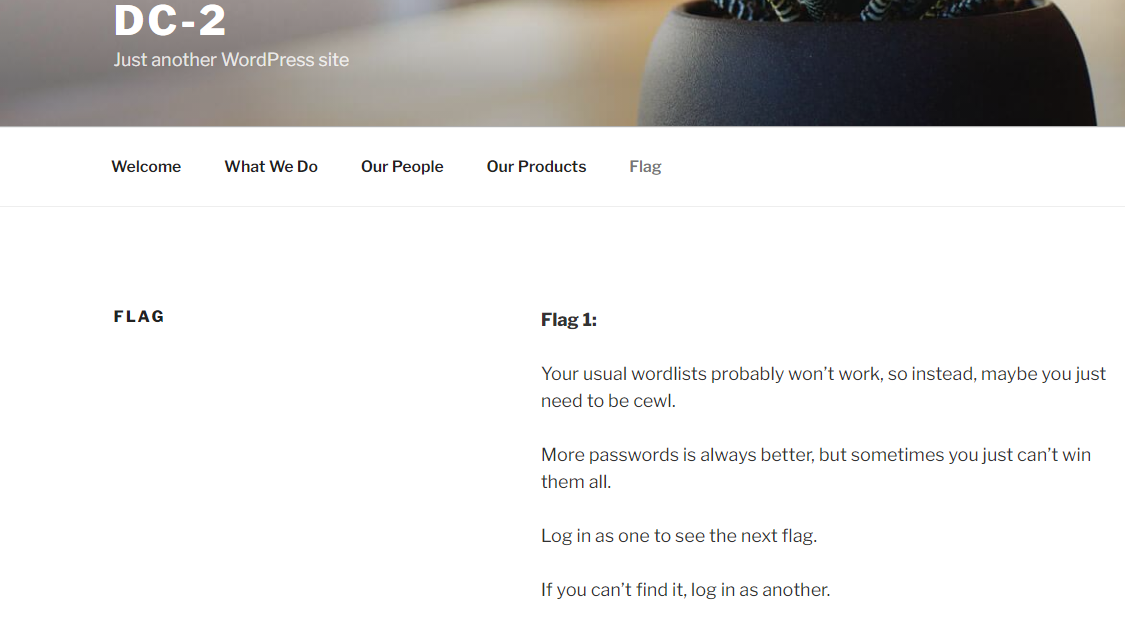 DC-2
Just another WordPress site
Welcome What We Do Our People Our Products Flag
FLAG
Flag 1:
Your usual wordlists probably won’t work, so instead, maybe you just
need to be cewl.
More passwords is always better, but sometimes you just can’t win
them all.
Log in as one to see the next flag.
If you can’t find it, log in as another.